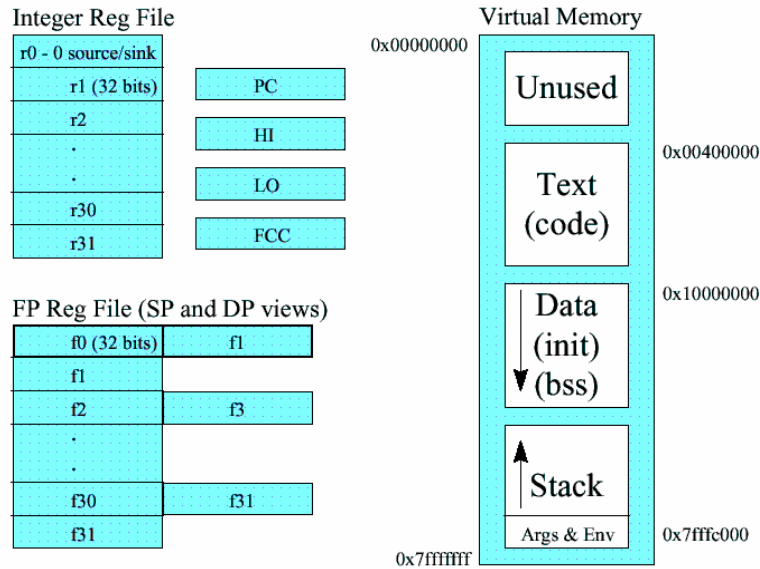 Integer Reg File
r0 - 0 source/sink
r1 (32 bits)
r2
.
.
r30
r31
PC
HI
LO
FCC
FP Reg File (SP and DP views)
f0 (32 bits) f1
f1
f2 f3
.
.
f30 f31
f31
Virtual Memory
0x00000000
Unused
0x00400000
Text
(code)
0x10000000
Data
(init)
(bss)
Stack
Args & Env
0x7fffc000
0x7fffffff